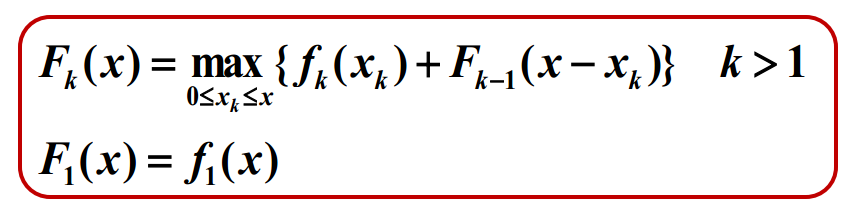 F_k(x) = max_{0≤x_k≤x} {f_k(x_k) + F_{k−1}(x − x_k)}   k > 1
F_1(x) = f_1(x)